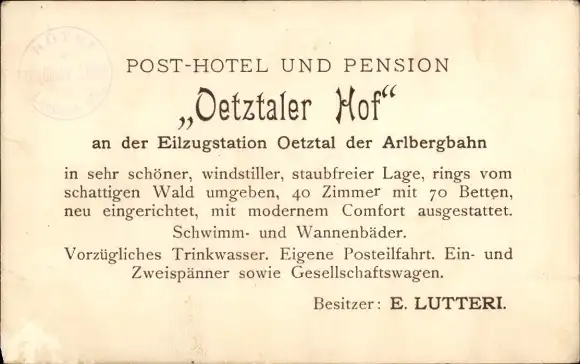 HOTEL
POST-HOTEL UND PENSION
„Oetztaler Hof“
an der Eilzugstation Oetztal der Arlbergbahn
in sehr schöner, windstiller, staubfreier Lage, rings vom
schattigen Wald umgeben, 40 Zimmer mit 70 Betten,
neu eingerichtet, mit modernem Comfort ausgestattet.
Schwimm- und Wannenbäder.
Vorzügliches Trinkwasser. Eigene Posteilfahrt. Ein- und
Zweispänner sowie Gesellschaftswagen.
Besitzer: E. LUTTERI.